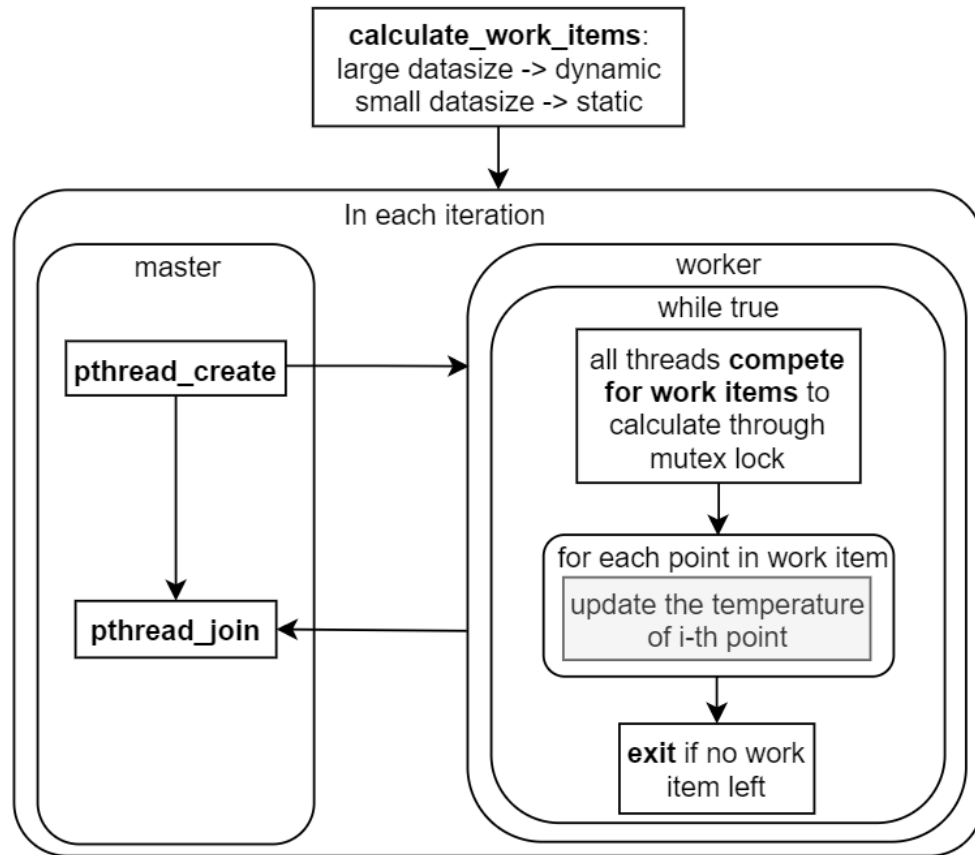 calculate_work_items:
large datasize -> dynamic
small datasize -> static
In each iteration
master
pthread_create
pthread_join
worker
while true
all threads compete
for work items to
calculate through
mutex lock
for each point in work item
update the temperature
of i-th point
exit if no work
item left